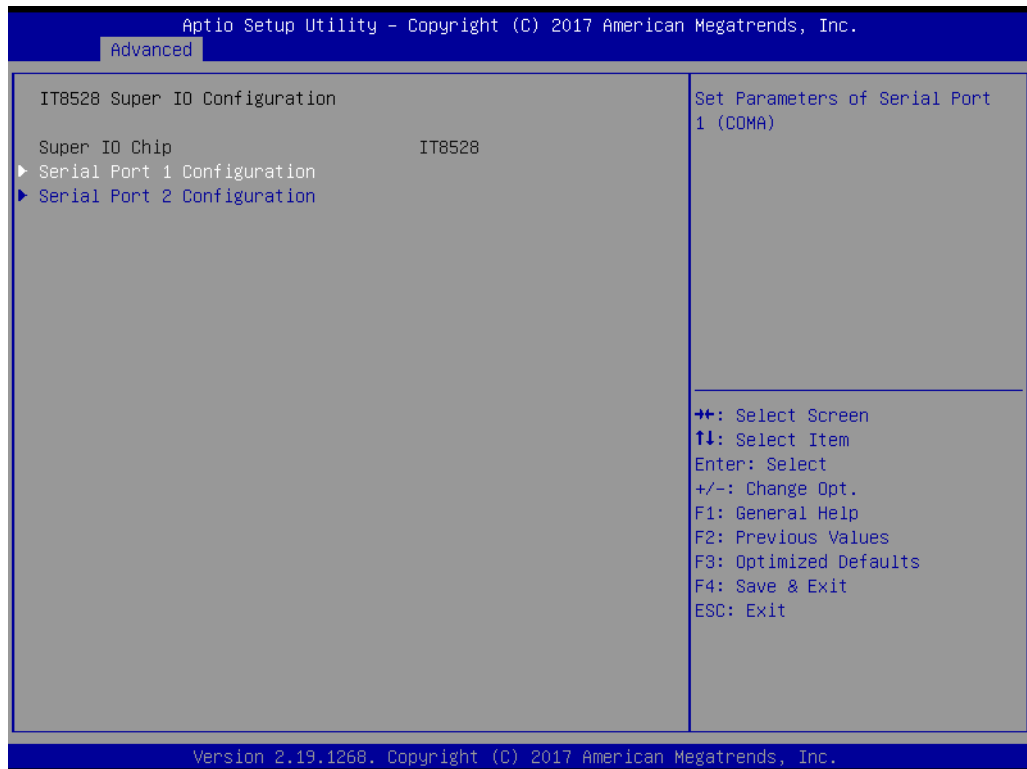 Aptio Setup Utility – Copyright (C) 2017 American Megatrends, Inc.
Advanced
IT8528 Super IO Configuration
Super IO Chip IT8528
Serial Port 1 Configuration
Serial Port 2 Configuration
Set Parameters of Serial Port
1 (COMA)
→←: Select Screen
↑↓: Select Item
Enter: Select
+/-: Change Opt.
F1: General Help
F2: Previous Values
F3: Optimized Defaults
F4: Save & Exit
ESC: Exit
Version 2.19.1268. Copyright (C) 2017 American Megatrends, Inc.